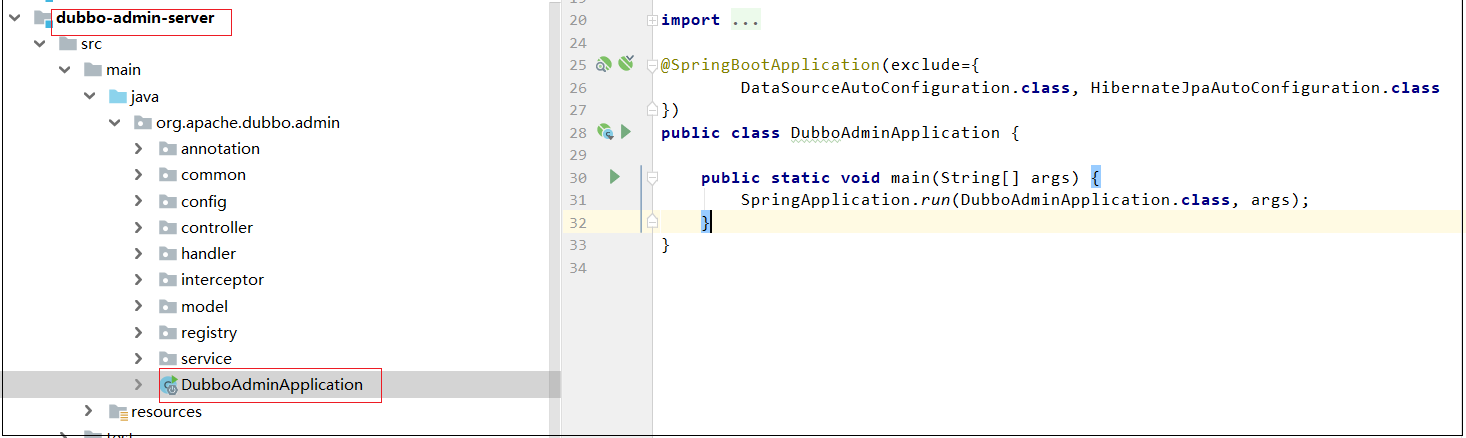 dubbo-admin-server
src
main
java
org.apache.dubbo.admin
annotation
common
config
controller
handler
interceptor
model
registry
service
DubboAdminApplication
resources
20 import ...
24
25 @SpringBootApplication(exclude={
26 DataSourceAutoConfiguration.class, HibernateJpaAutoConfiguration.class
27 })
28 public class DubboAdminApplication {
29
30 public static void main(String[] args) {
31 SpringApplication.run(DubboAdminApplication.class, args);
32 }
33 }
34